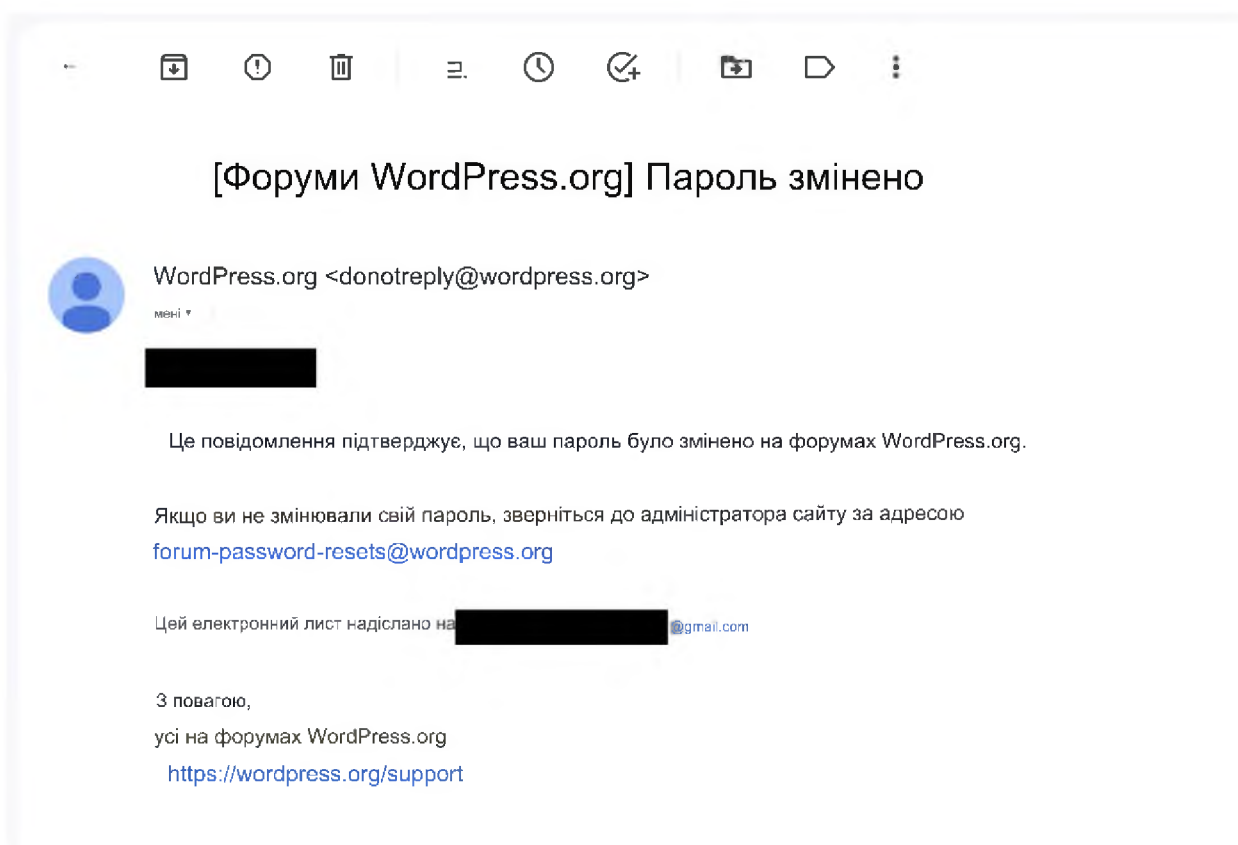 [Форуми WordPress.org] Пароль змінено
WordPress.org <donotreply@wordpress.org>
мені
Це повідомлення підтверджує, що ваш пароль було змінено на форумах WordPress.org.
Якщо ви не змінювали свій пароль, зверніться до адміністратора сайту за адресою
forum-password-resets@wordpress.org
Цей електронний лист надіслано на @gmail.com
З повагою,
усі на форумах WordPress.org
https://wordpress.org/support